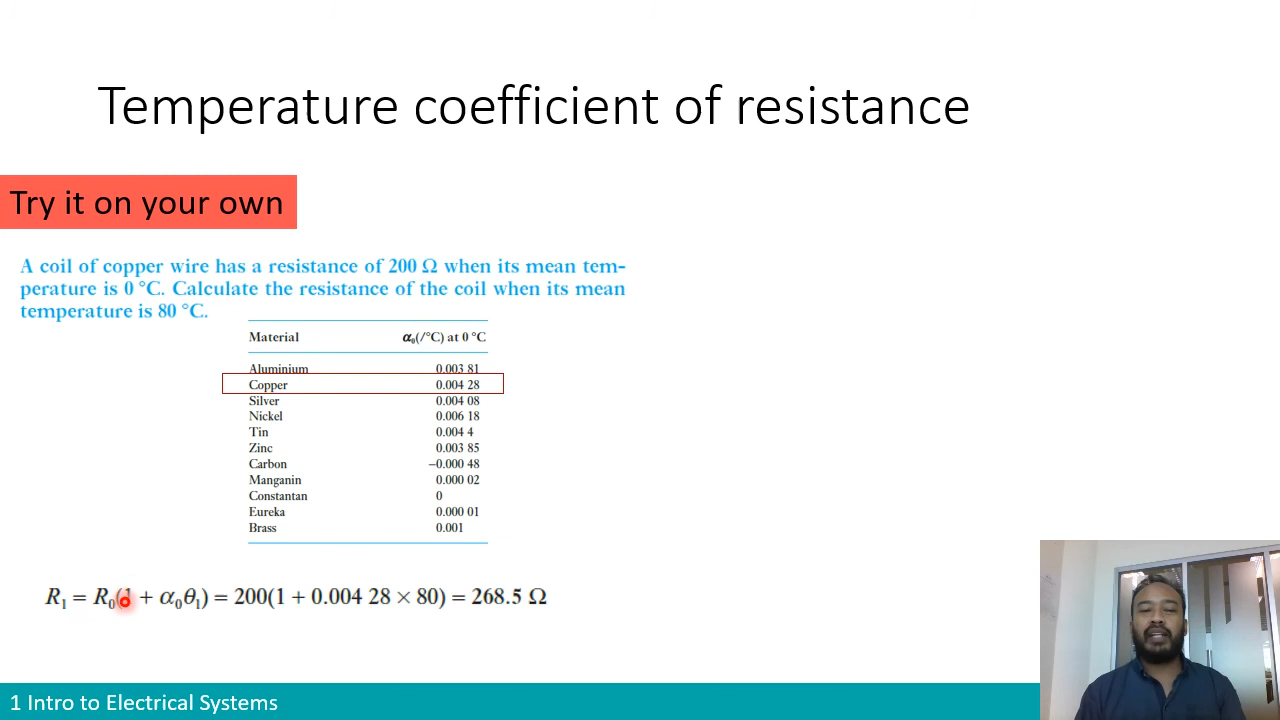 Temperature coefficient of resistance
Try it on your own
A coil of copper wire has a resistance of 200 Ω when its mean tem-
perature is 0 °C. Calculate the resistance of the coil when its mean
temperature is 80 °C.
Material α₀(/°C) at 0 °C
Aluminium 0.003 81
Copper 0.004 28
Silver 0.004 08
Nickel 0.006 18
Tin 0.004 4
Zinc 0.003 85
Carbon −0.000 48
Manganin 0.000 02
Constantan 0
Eureka 0.000 01
Brass 0.001
R₁ = R₀(1 + α₀θ₁) = 200(1 + 0.004 28 × 80) = 268.5 Ω
1 Intro to Electrical Systems